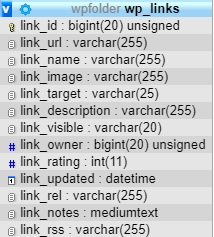 wpfolder wp_links
link_id : bigint(20) unsigned
link_url : varchar(255)
link_name : varchar(255)
link_image : varchar(255)
link_target : varchar(25)
link_description : varchar(255)
link_visible : varchar(20)
link_owner : bigint(20) unsigned
link_rating : int(11)
link_updated : datetime
link_rel : varchar(255)
link_notes : mediumtext
link_rss : varchar(255)